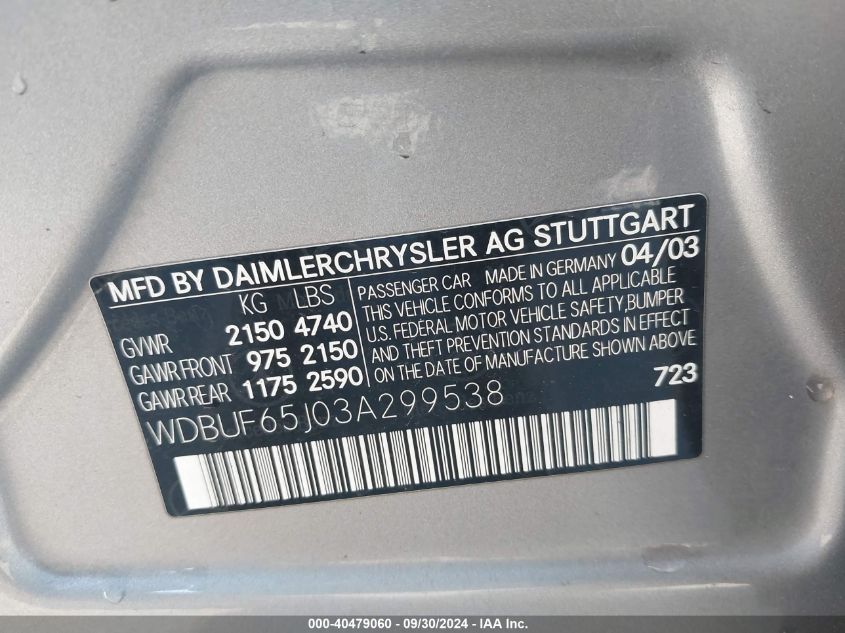 MFD BY DAIMLERCHRYSLER AG STUTTGART
KG LBS
GVWR 2150 4740
GAWR FRONT 975 2150
GAWR REAR 1175 2590
PASSENGER CAR MADE IN GERMANY 04/03
THIS VEHICLE CONFORMS TO ALL APPLICABLE
U.S. FEDERAL MOTOR VEHICLE SAFETY, BUMPER
AND THEFT PREVENTION STANDARDS IN EFFECT
ON THE DATE OF MANUFACTURE SHOWN ABOVE
723
WDBUF65J03A299538
000-40479060 - 09/30/2024 - IAA Inc.